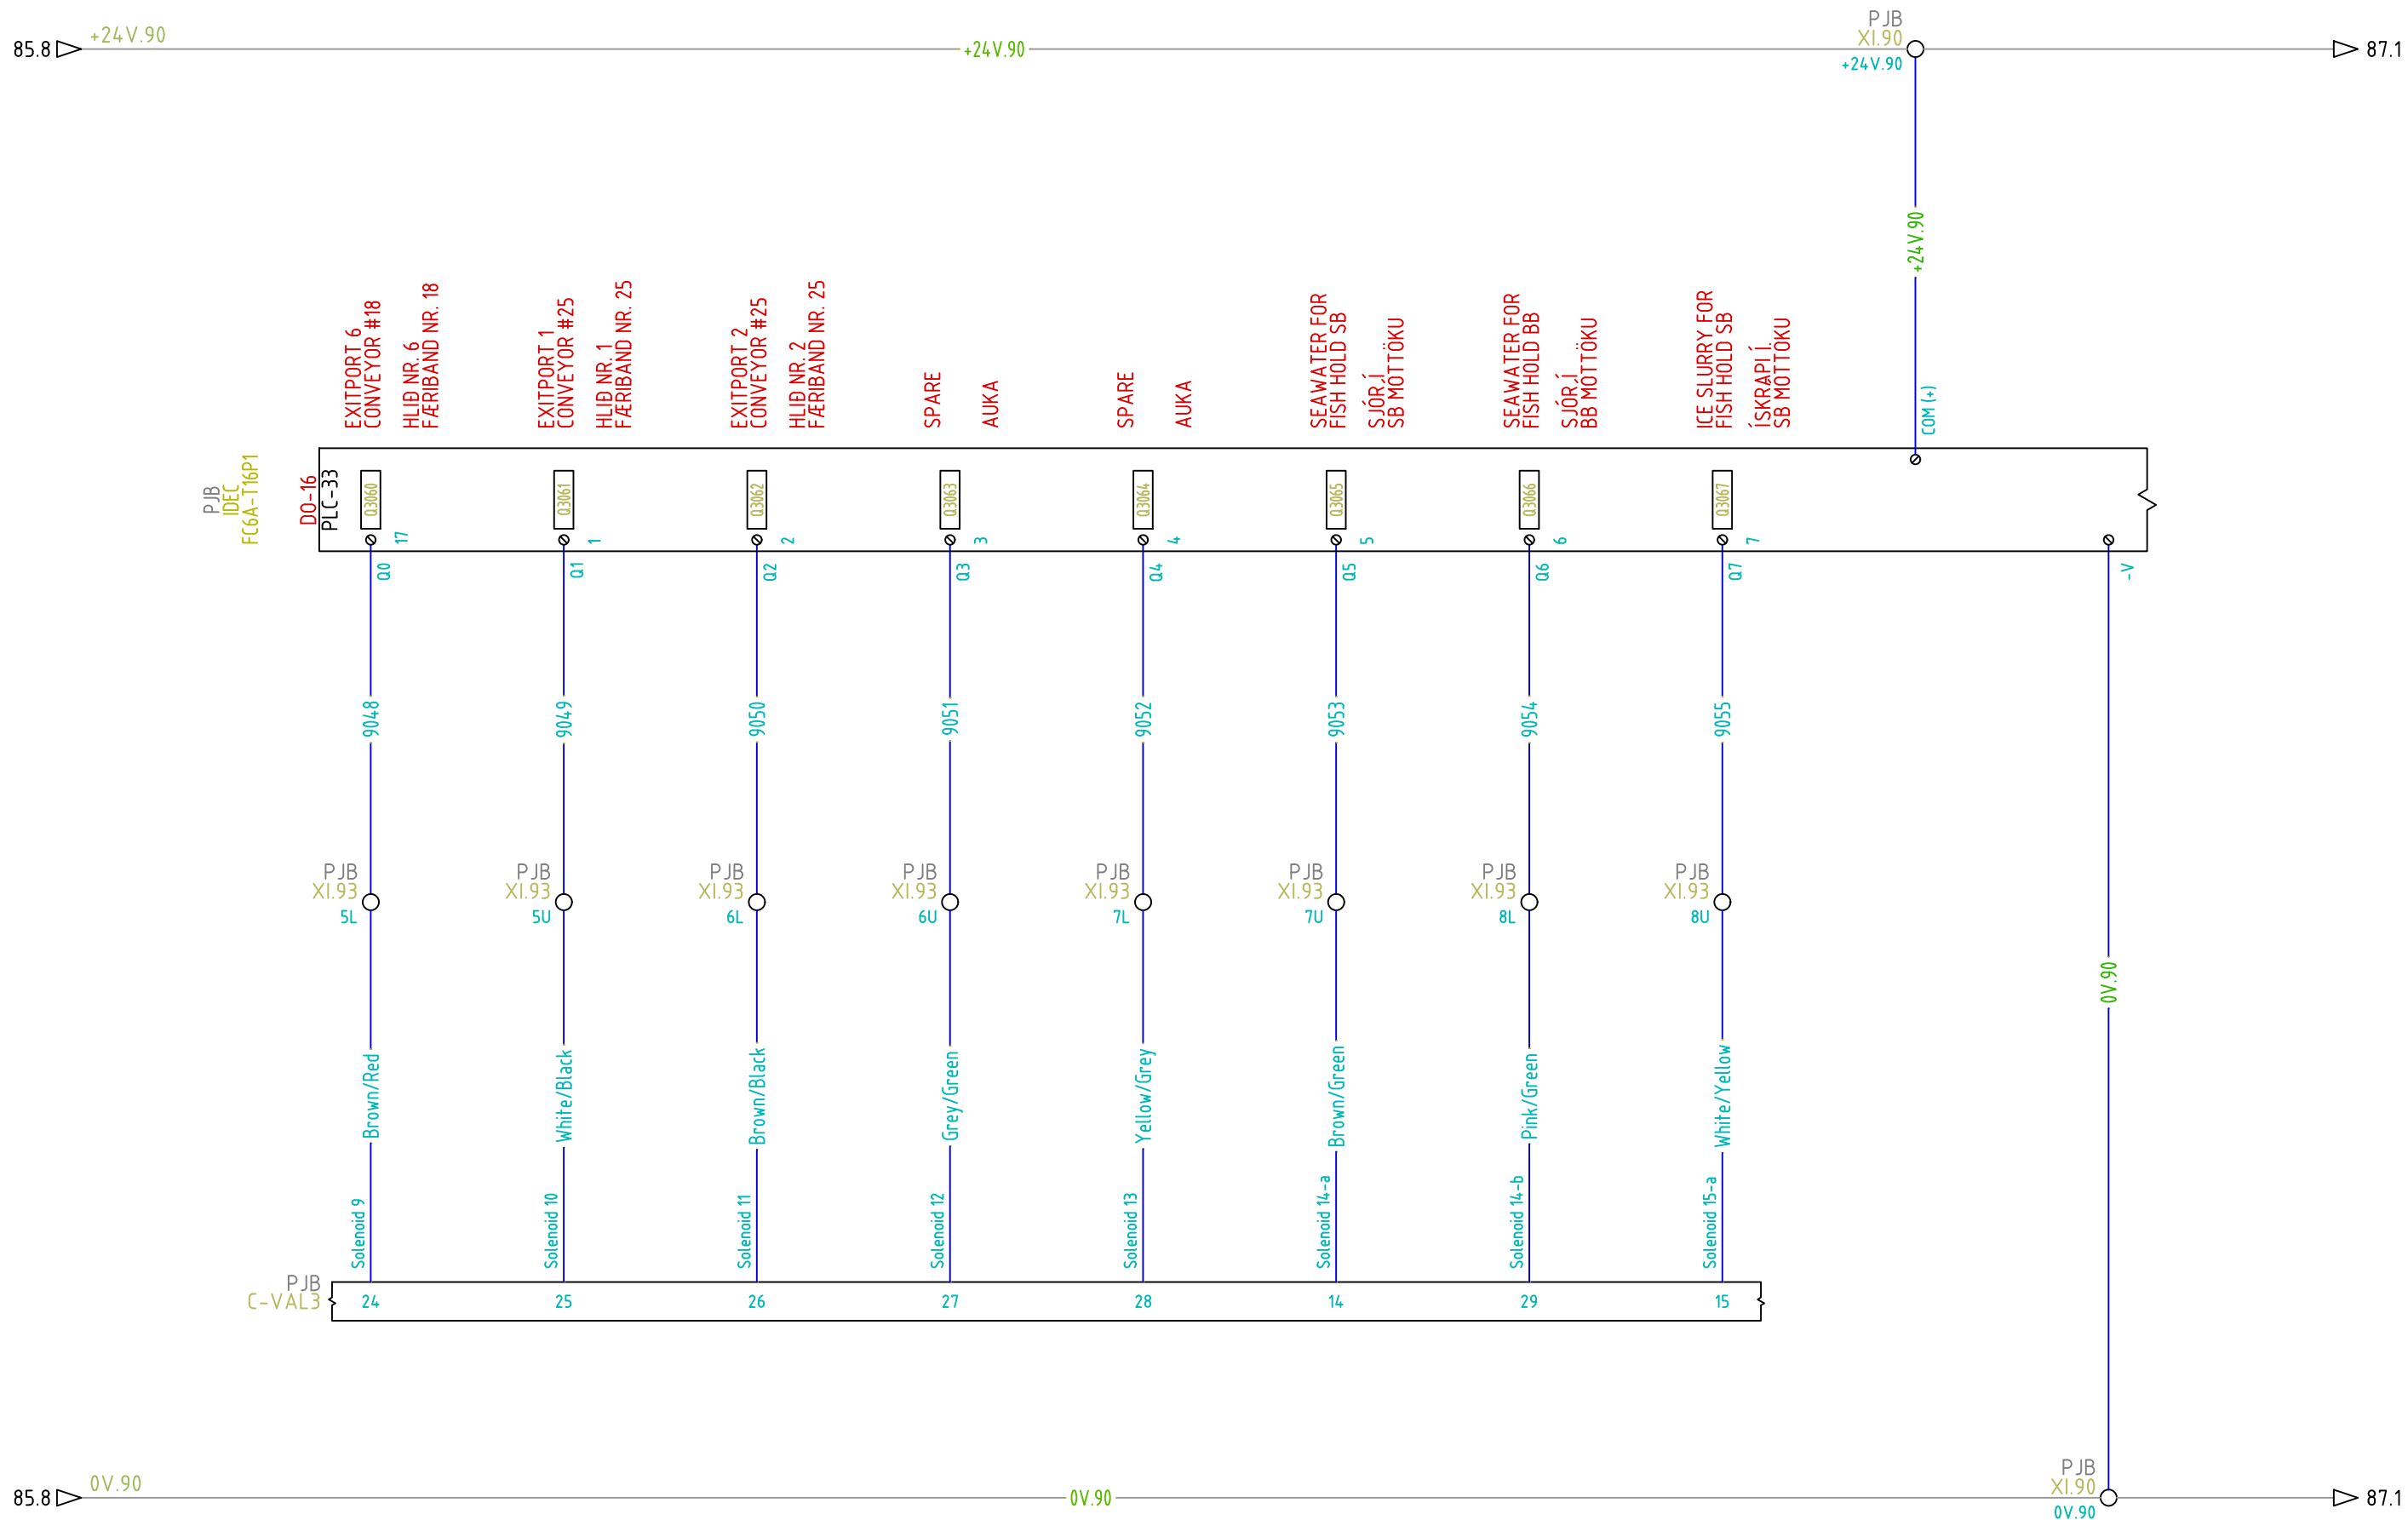 85.8
+24V.90
+24V.90
PJB
XI.90
+24V.90
87.1
+24V.90
EXITPORT 6
CONVEYOR #18
HLIÐ NR. 6
FÆRIBAND NR. 18
EXITPORT 1
CONVEYOR #25
HLIÐ NR. 1
FÆRIBAND NR. 25
EXITPORT 2
CONVEYOR #25
HLIÐ NR. 2
FÆRIBAND NR. 25
SPARE
AUKA
SPARE
AUKA
SEAWATER FOR
FISH HOLD SB
SJÓR Í
SB MÓTTÖKU
SEAWATER FOR
FISH HOLD BB
SJÓR Í
BB MÓTTÖKU
ICE SLURRY FOR
FISH HOLD SB
ÍSKRAPI Í
SB MÓTTÖKU
COM (+)
PJB
IDEC
FC6A-T16P1
DO-16
PLC-33
Q3060
Q3061
Q3062
Q3063
Q3064
Q3065
Q3066
Q3067
17
1
2
3
4
5
6
7
Q0
Q1
Q2
Q3
Q4
Q5
Q6
Q7
-V
9048
9049
9050
9051
9052
9053
9054
9055
PJB
XI.93
5L
PJB
XI.93
5U
PJB
XI.93
6L
PJB
XI.93
6U
PJB
XI.93
7L
PJB
XI.93
7U
PJB
XI.93
8L
PJB
XI.93
8U
0V.90
Brown/Red
White/Black
Brown/Black
Grey/Green
Yellow/Grey
Brown/Green
Pink/Green
White/Yellow
Solenoid 9
Solenoid 10
Solenoid 11
Solenoid 12
Solenoid 13
Solenoid 14-a
Solenoid 14-b
Solenoid 15-a
PJB
C-VAL3
24
25
26
27
28
14
29
15
85.8
0V.90
0V.90
PJB
XI.90
0V.90
87.1